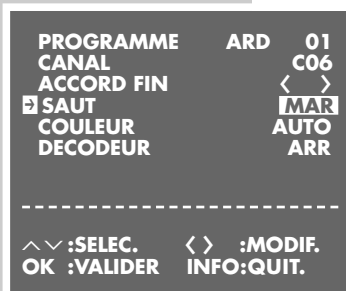 PROGRAMME ARD 01
CANAL C06
ACCORD FIN < >
SAUT MAR
COULEUR AUTO
DECODEUR ARR
:SELEC. < > :MODIF.
OK :VALIDER INFO:QUIT.